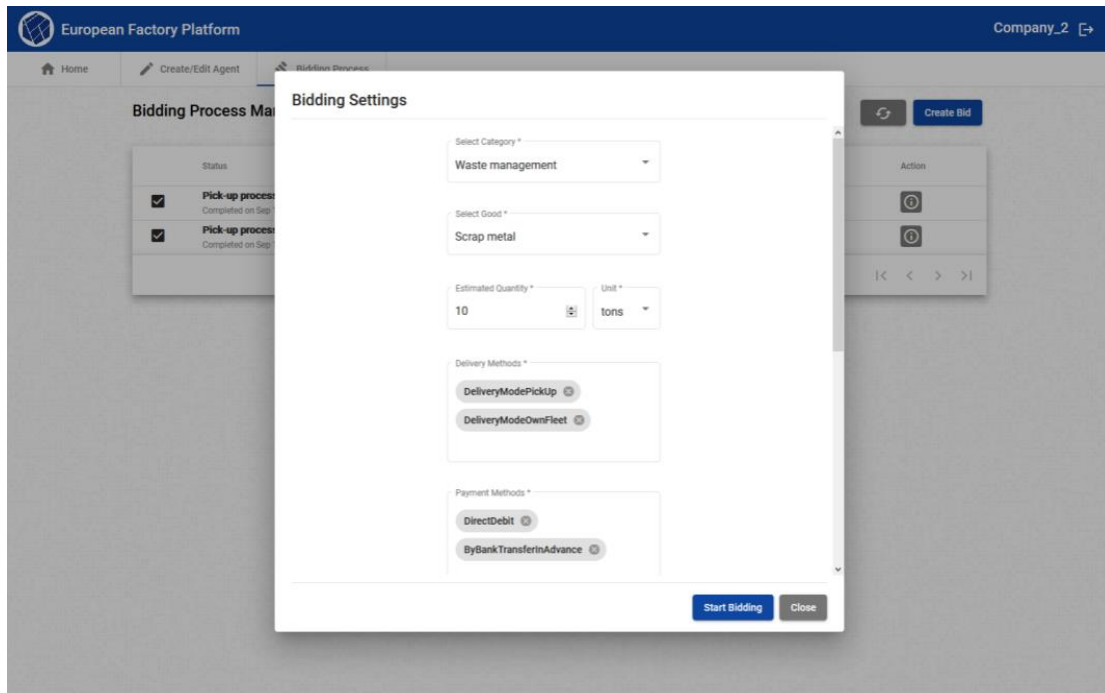 European Factory Platform
Company_2
Home
Create/Edit Agent
Bidding Process
Bidding Process
Create Bid
Status
Action
Pick-up process
Completed on Sep
Pick-up process
Completed on Sep
Bidding Settings
Select Category *
Waste management
Select Good *
Scrap metal
Estimated Quantity *
10
Unit *
tons
Delivery Methods *
DeliveryModePickUp
DeliveryModeOwnFleet
Payment Methods *
DirectDebit
ByBankTransferInAdvance
Start Bidding
Close